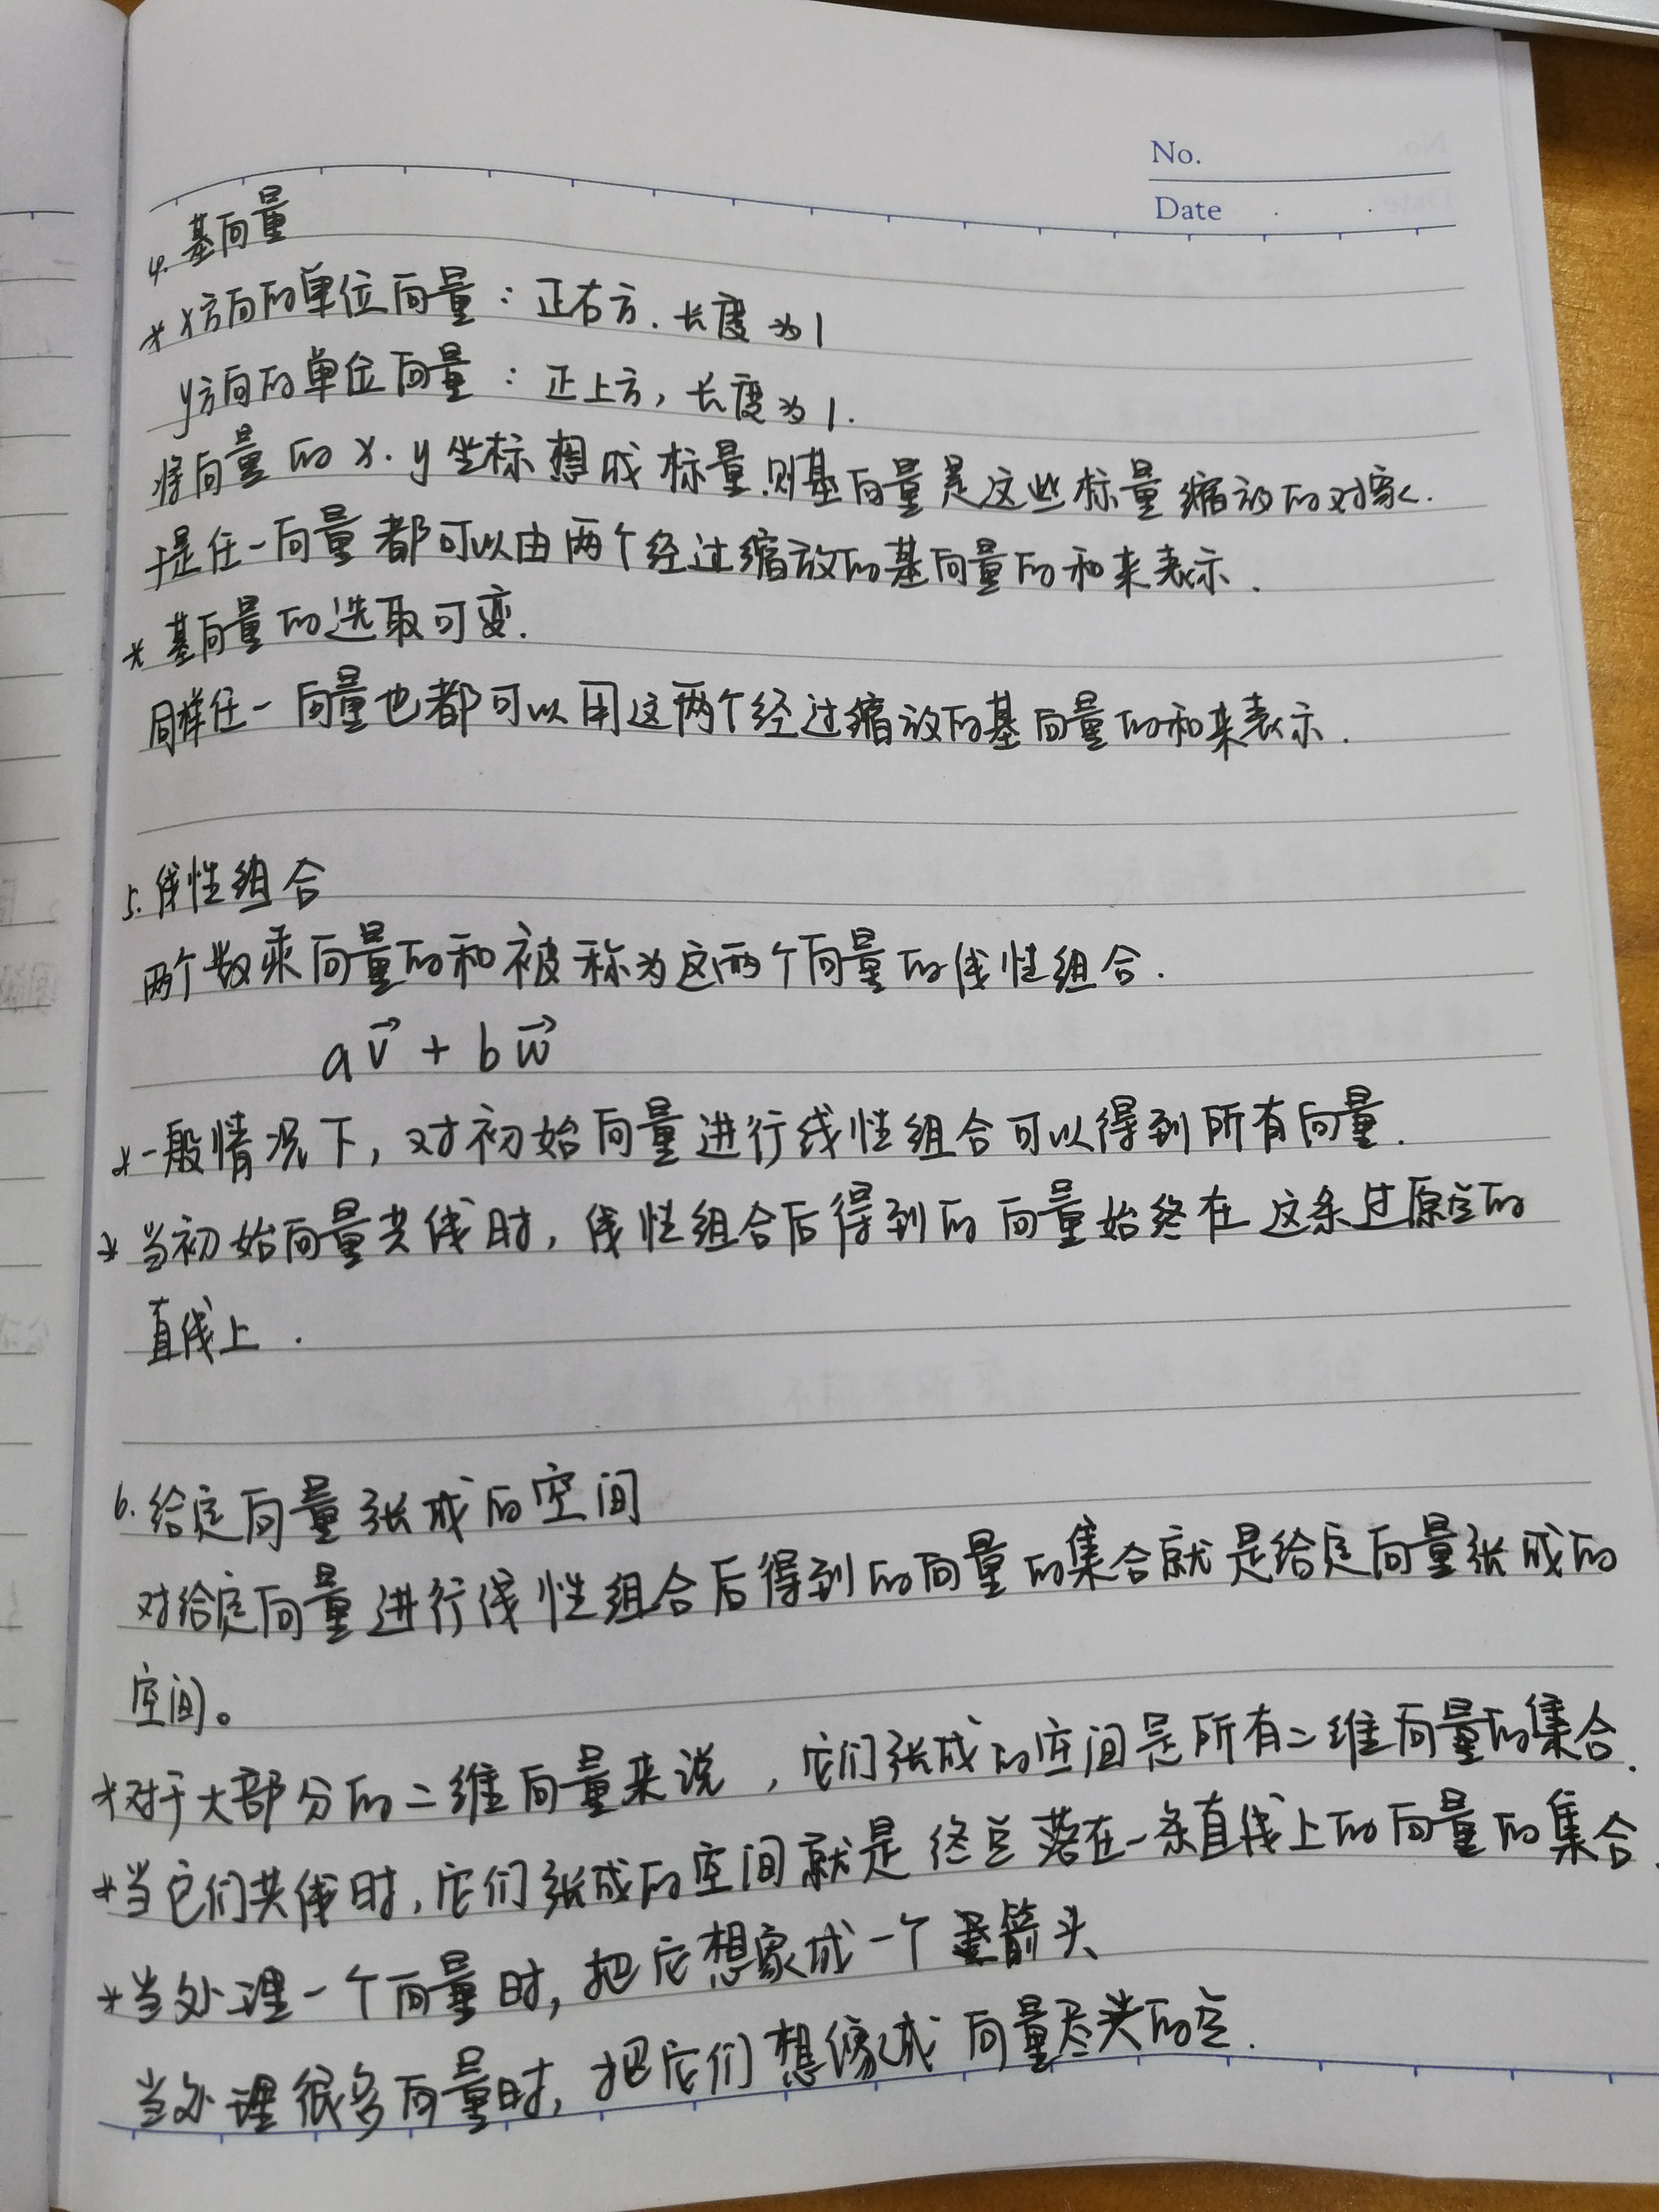 No.
Date
4. 基向量
* x方向的单位向量：正右方. 长度为1
y方向的单位向量：正上方, 长度为1.
将向量的 x. y 坐标想成标量.则基向量是这些标量缩放的对象.
于是任一向量都可以由两个经过缩放的基向量的和来表示.
* 基向量的选取可变.
同样任一向量也都可以用这两个经过缩放的基向量的和来表示.
5. 线性组合
两个数乘向量的和被称为这两个向量的线性组合.
a\vec{v} + b\vec{w}
* 一般情况下, 对初始向量进行线性组合可以得到所有向量.
* 当初始向量共线时, 线性组合后得到的向量始终在这条过原点的
直线上.
6. 给定向量张成的空间
对给定向量进行线性组合后得到的向量的集合就是给定向量张成的
空间。
* 对于大部分的二维向量来说, 它们张成的空间是所有二维向量的集合.
* 当它们共线时, 它们张成的空间就是终点落在一条直线上的向量的集合.
* 当处理一个向量时, 把它想象成一个箭头
当处理很多向量时, 把它们想像成向量尽头的点.